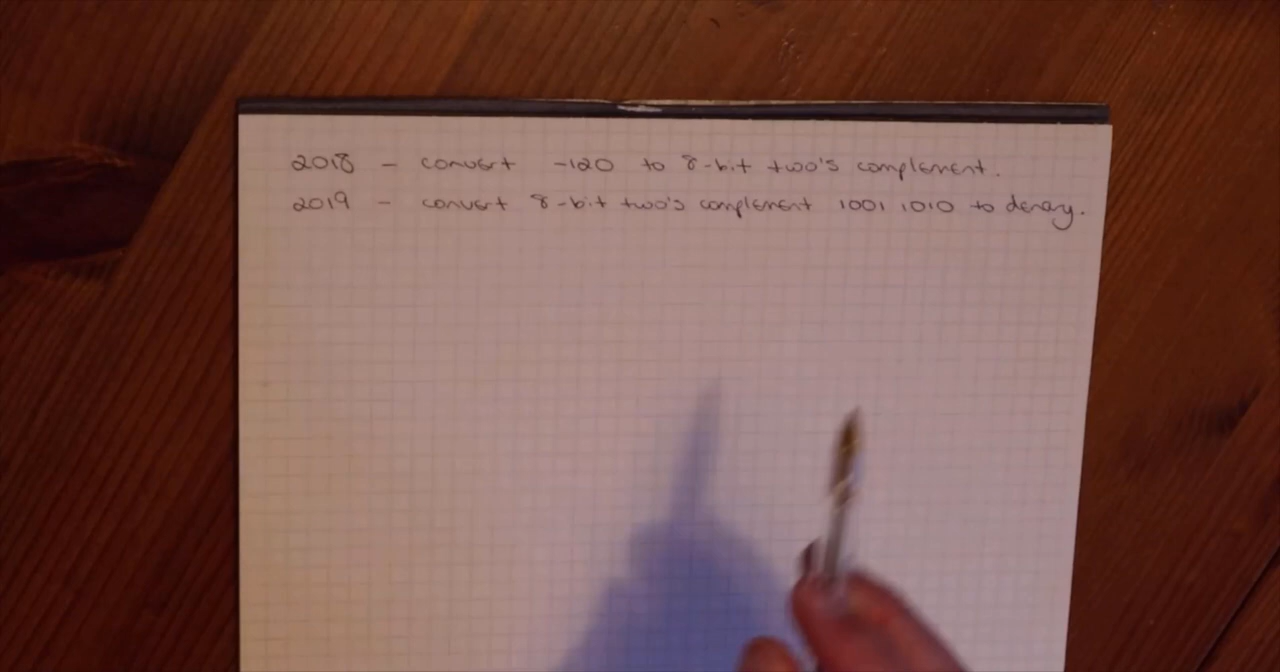 2018 - convert -120 to 8-bit two's complement.
2019 - convert 8-bit two's complement 1001 1010 to denary.